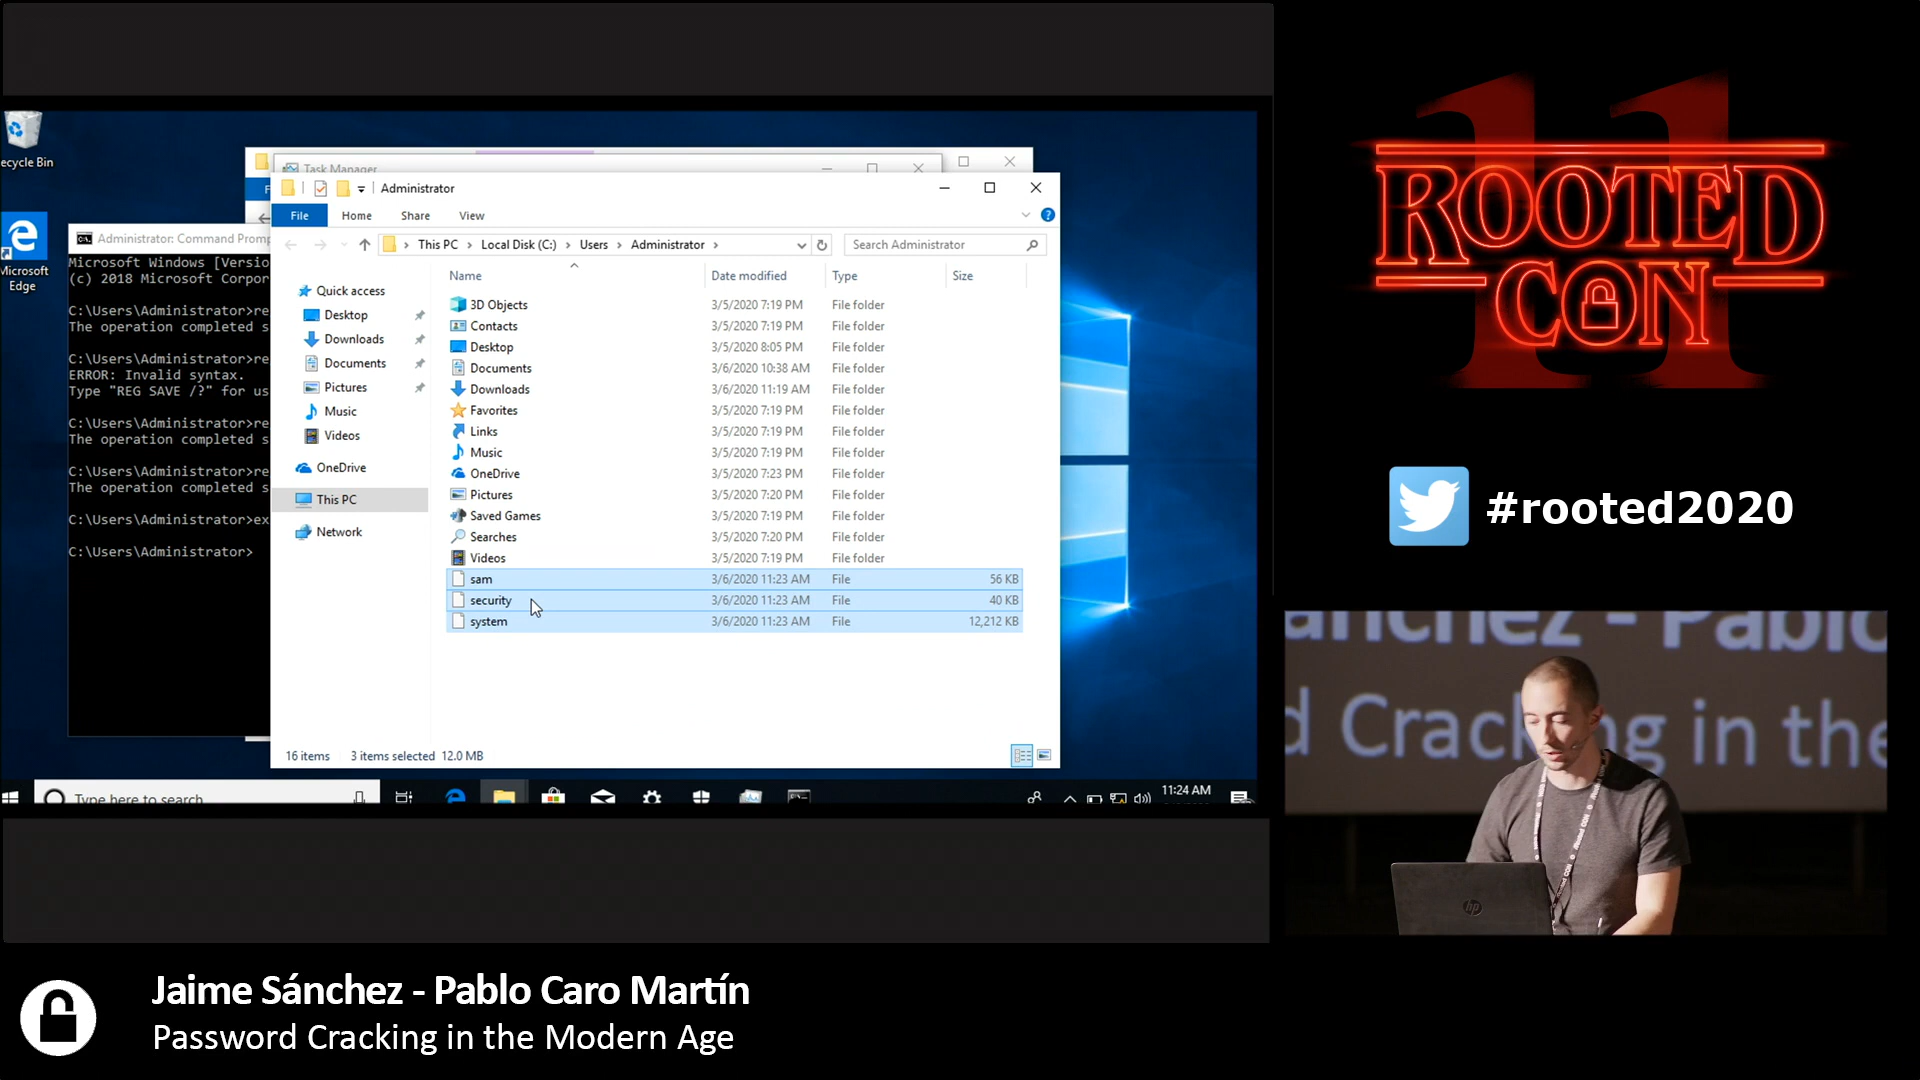 ecycle Bin
Microsoft
Edge
Task Manager
Administrator
File
Home
Share
View
This PC
Local Disk (C:)
Users
Administrator
Search Administrator
Administrator: Command Promp
Microsoft Windows [Versio
(c) 2018 Microsoft Corpor
C:\Users\Administrator>re
The operation completed s
C:\Users\Administrator>re
ERROR: Invalid syntax.
Type "REG SAVE /?" for us
C:\Users\Administrator>re
The operation completed s
C:\Users\Administrator>re
The operation completed s
C:\Users\Administrator>ex
C:\Users\Administrator>
Quick access
Desktop
Downloads
Documents
Pictures
Music
Videos
OneDrive
This PC
Network
Name Date modified Type Size
3D Objects 3/5/2020 7:19 PM File folder
Contacts 3/5/2020 7:19 PM File folder
Desktop 3/5/2020 8:05 PM File folder
Documents 3/6/2020 10:38 AM File folder
Downloads 3/6/2020 11:19 AM File folder
Favorites 3/5/2020 7:19 PM File folder
Links 3/5/2020 7:19 PM File folder
Music 3/5/2020 7:19 PM File folder
OneDrive 3/5/2020 7:23 PM File folder
Pictures 3/5/2020 7:20 PM File folder
Saved Games 3/5/2020 7:19 PM File folder
Searches 3/5/2020 7:20 PM File folder
Videos 3/5/2020 7:19 PM File folder
sam 3/6/2020 11:23 AM File 56 KB
security 3/6/2020 11:23 AM File 40 KB
system 3/6/2020 11:23 AM File 12,212 KB
16 items 3 items selected 12.0 MB
Type here to search
11:24 AM
11
ROOTED
CON
#rooted2020
Sánchez - Pablo
d Cracking in the
hp
Jaime Sánchez - Pablo Caro Martín
Password Cracking in the Modern Age